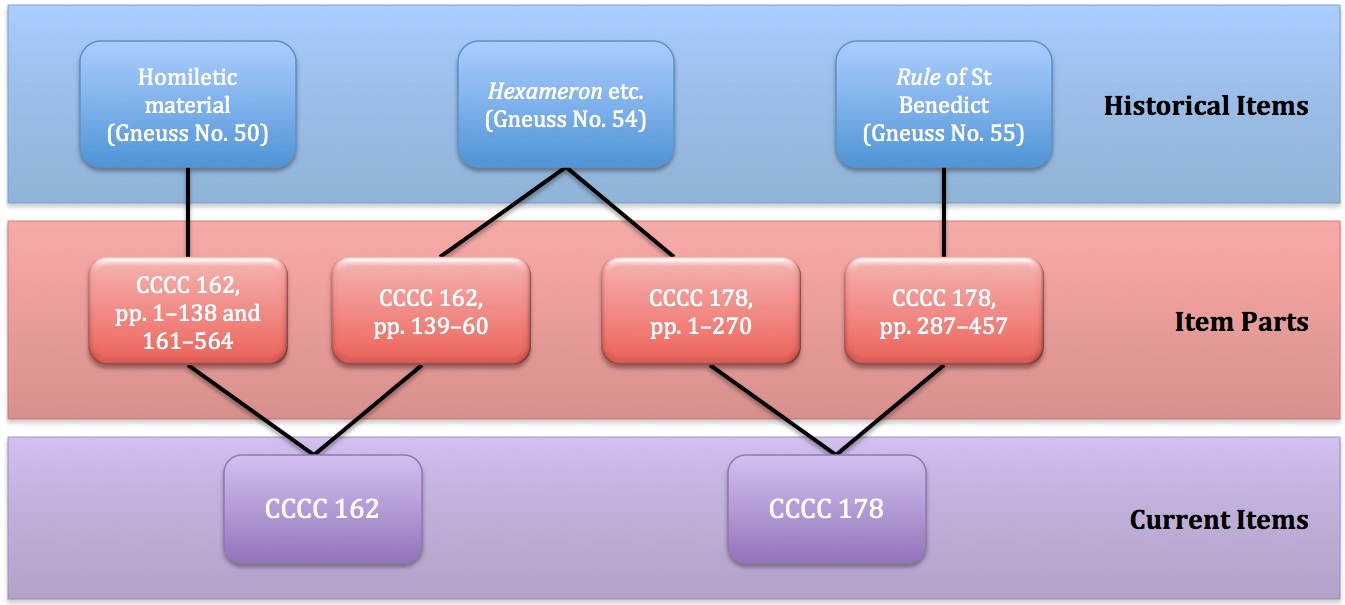 Homiletic
material
(Gneuss No. 50)
Hexameron etc.
(Gneuss No. 54)
Rule of St
Benedict
(Gneuss No. 55)
Historical Items
CCCC 162,
pp. 1–138 and
161–564
CCCC 162,
pp. 139–60
CCCC 178,
pp. 1–270
CCCC 178,
pp. 287–457
Item Parts
CCCC 162
CCCC 178
Current Items